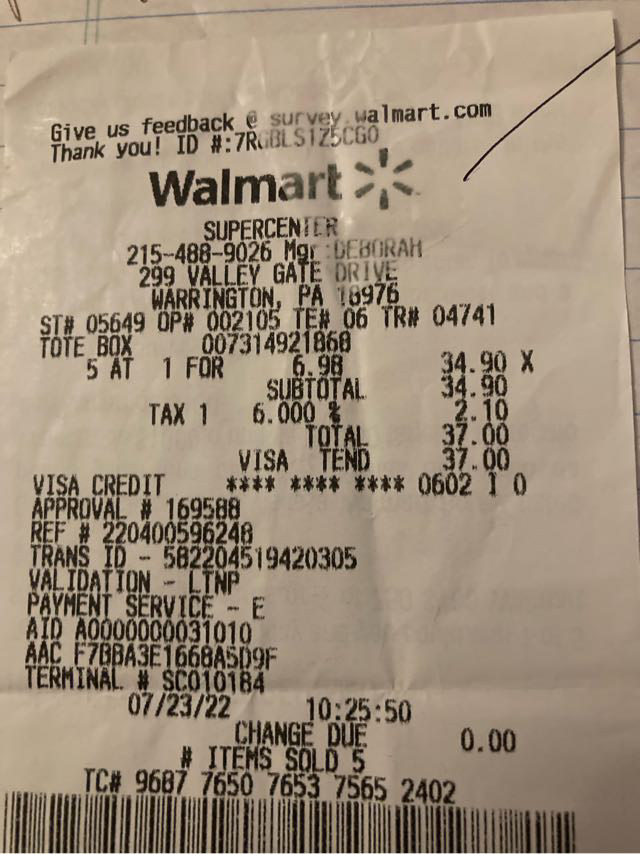 Give us feedback @ survey.walmart.com
Thank you! ID #:7RGBLS1Z5CGO
Walmart
SUPERCENTER
215-488-9026 Mgr:DEBORAH
299 VALLEY GATE DRIVE
WARRINGTON, PA 18976
ST# 05649 OP# 002105 TE# 06 TR# 04741
TOTE BOX 007314921868
5 AT 1 FOR 6.98 34.90 X
SUBTOTAL 34.90
TAX 1 6.000 % 2.10
TOTAL 37.00
VISA TEND 37.00
VISA CREDIT **** **** **** 0602 I 0
APPROVAL # 169588
REF # 220400596248
TRANS ID - 582204519420305
VALIDATION - LTNP
PAYMENT SERVICE - E
AID A0000000031010
AAC F7BBA3E1668A5D9F
TERMINAL # SC010184
07/23/22 10:25:50
CHANGE DUE 0.00
# ITEMS SOLD 5
TC# 9687 7650 7653 7565 2402